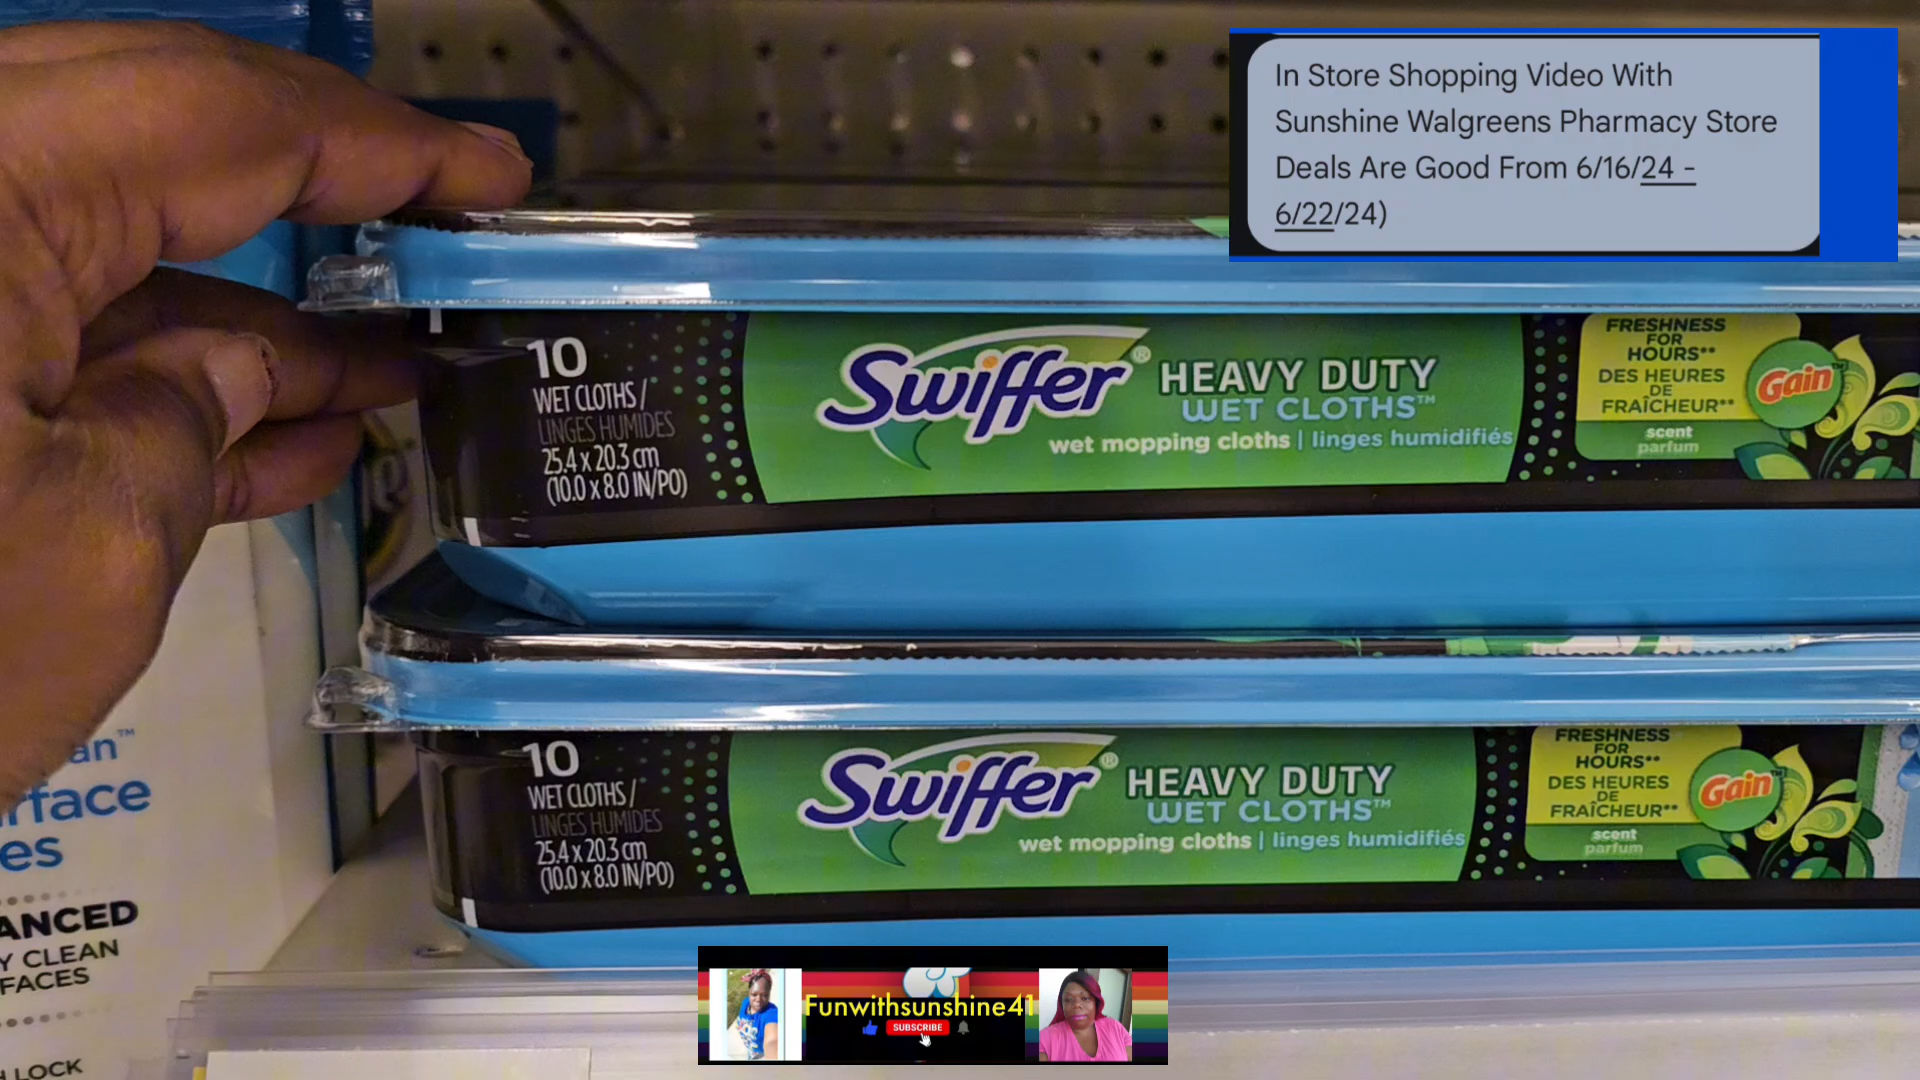 In Store Shopping Video With
Sunshine Walgreens Pharmacy Store
Deals Are Good From 6/16/24 -
6/22/24)
10
WET CLOTHS /
LINGES HUMIDES
25.4 x 20.3 cm
(10.0 x 8.0 IN/PO)
Swiffer® HEAVY DUTY
WET CLOTHS™
wet mopping cloths | linges humidifiés
FRESHNESS
FOR
HOURS**
DES HEURES
DE
FRAÎCHEUR**
scent
parfum
Gain™
10
WET CLOTHS /
LINGES HUMIDES
25.4 x 20.3 cm
(10.0 x 8.0 IN/PO)
Swiffer® HEAVY DUTY
WET CLOTHS™
wet mopping cloths | linges humidifiés
FRESHNESS
FOR
HOURS**
DES HEURES
DE
FRAÎCHEUR**
scent
parfum
Gain™
an™
rface
es
ANCED
Y CLEAN
FACES
LOCK
Funwithsunshine41
SUBSCRIBE